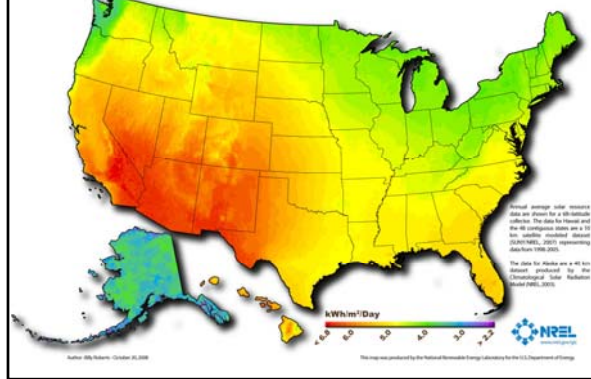 Annual average solar resource
data are shown for a tilt=latitude
collector. The data for Hawaii and
the 48 contiguous states are a 10
km satellite modeled dataset
(SUNY/NREL, 2007) representing
data from 1998-2005.
The data for Alaska are a 40 km
dataset produced by the
Climatological Solar Radiation
Model (NREL, 2003).
kWh/m²/Day
< 6.8 6.0 5.0 4.0 3.0 > 2.2
NREL
Author: Billy Roberts - October 20, 2008
This map was produced by the National Renewable Energy Laboratory for the U.S. Department of Energy.